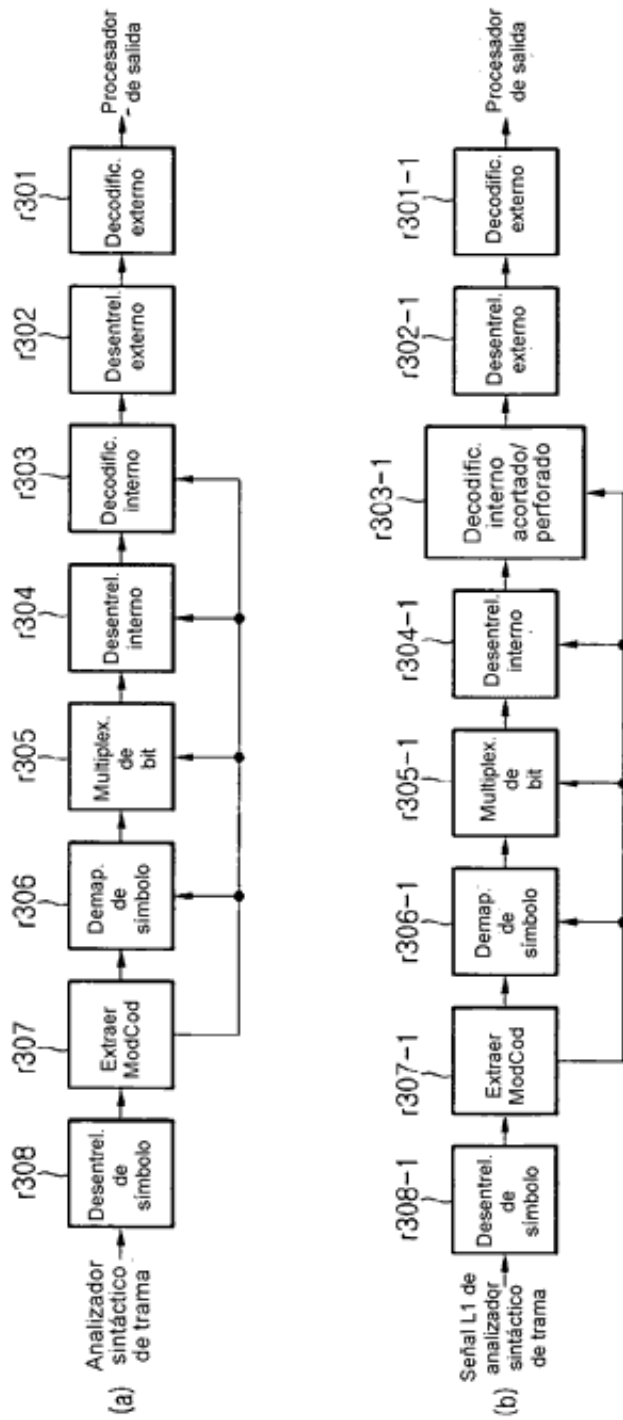 (a)
Analizador
sintáctico
de trama
r308
Desentrel.
de
símbolo
r307
Extraer
ModCod
r306
Demap.
de
símbolo
r305
Multiplex.
de
bit
r304
Desentrel.
interno
r303
Decodific.
interno
r302
Desentrel.
externo
r301
Decodific.
externo
Procesador
de salida
(b)
Señal L1 de
analizador
sintáctico
de trama
r308-1
Desentrel.
de
símbolo
r307-1
Extraer
ModCod
r306-1
Demap.
de
símbolo
r305-1
Multiplex.
de
bit
r304-1
Desentrel.
interno
r303-1
Decodific.
interno
acortado/
perforado
r302-1
Desentrel.
externo
r301-1
Decodific.
externo
Procesador
de salida